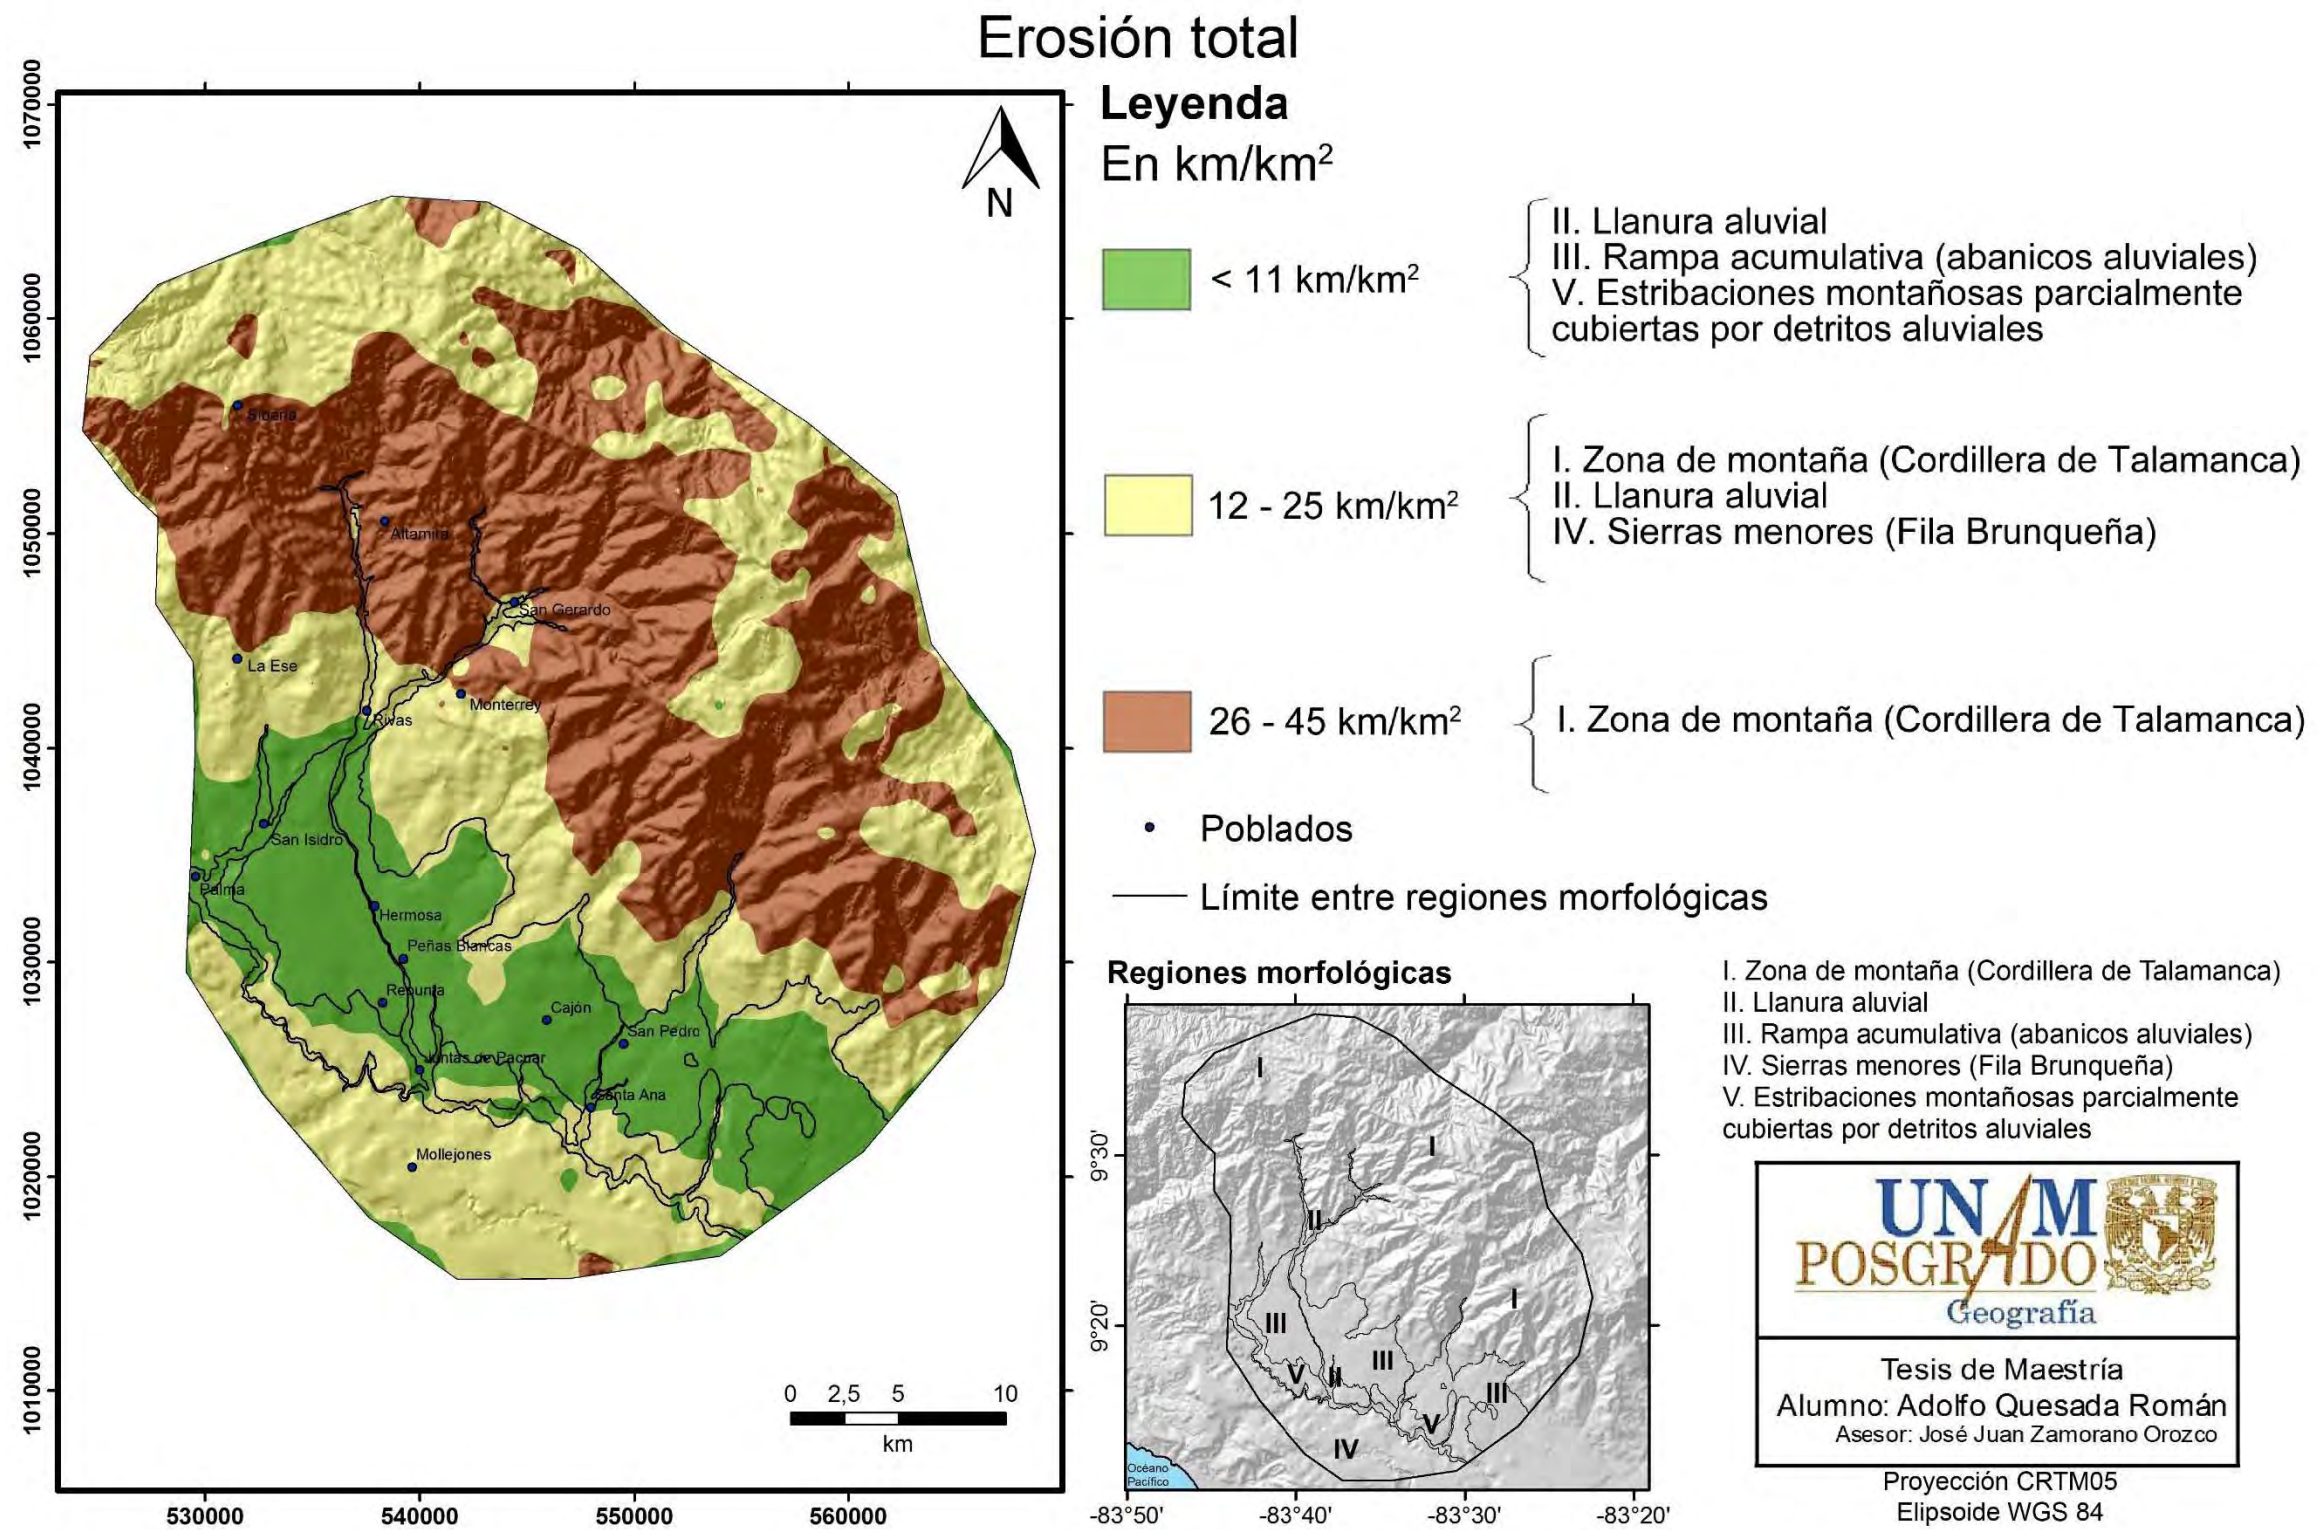 Erosión total
1070000
1060000
1050000
1040000
1030000
1020000
1010000
530000
540000
550000
560000
N
Siberia
Altamira
San Gerardo
La Ese
Monterrey
Rivas
San Isidro
Palma
Hermosa
Peñas Blancas
Repunta
Cajón
San Pedro
Juntas de Pacuar
Santa Ana
Mollejones
0 2,5 5 10
km
Leyenda
En km/km²
< 11 km/km²
II. Llanura aluvial
III. Rampa acumulativa (abanicos aluviales)
V. Estribaciones montañosas parcialmente
cubiertas por detritos aluviales
12 - 25 km/km²
I. Zona de montaña (Cordillera de Talamanca)
II. Llanura aluvial
IV. Sierras menores (Fila Brunqueña)
26 - 45 km/km²
I. Zona de montaña (Cordillera de Talamanca)
Poblados
Límite entre regiones morfológicas
Regiones morfológicas
I
I
II
I
III
III
V
II
III
V
IV
Océano
Pacífico
9°30'
9°20'
-83°50'
-83°40'
-83°30'
-83°20'
I. Zona de montaña (Cordillera de Talamanca)
II. Llanura aluvial
III. Rampa acumulativa (abanicos aluviales)
IV. Sierras menores (Fila Brunqueña)
V. Estribaciones montañosas parcialmente
cubiertas por detritos aluviales
UNAM
POSGRADO
Geografía
Tesis de Maestría
Alumno: Adolfo Quesada Román
Asesor: José Juan Zamorano Orozco
Proyección CRTM05
Elipsoide WGS 84